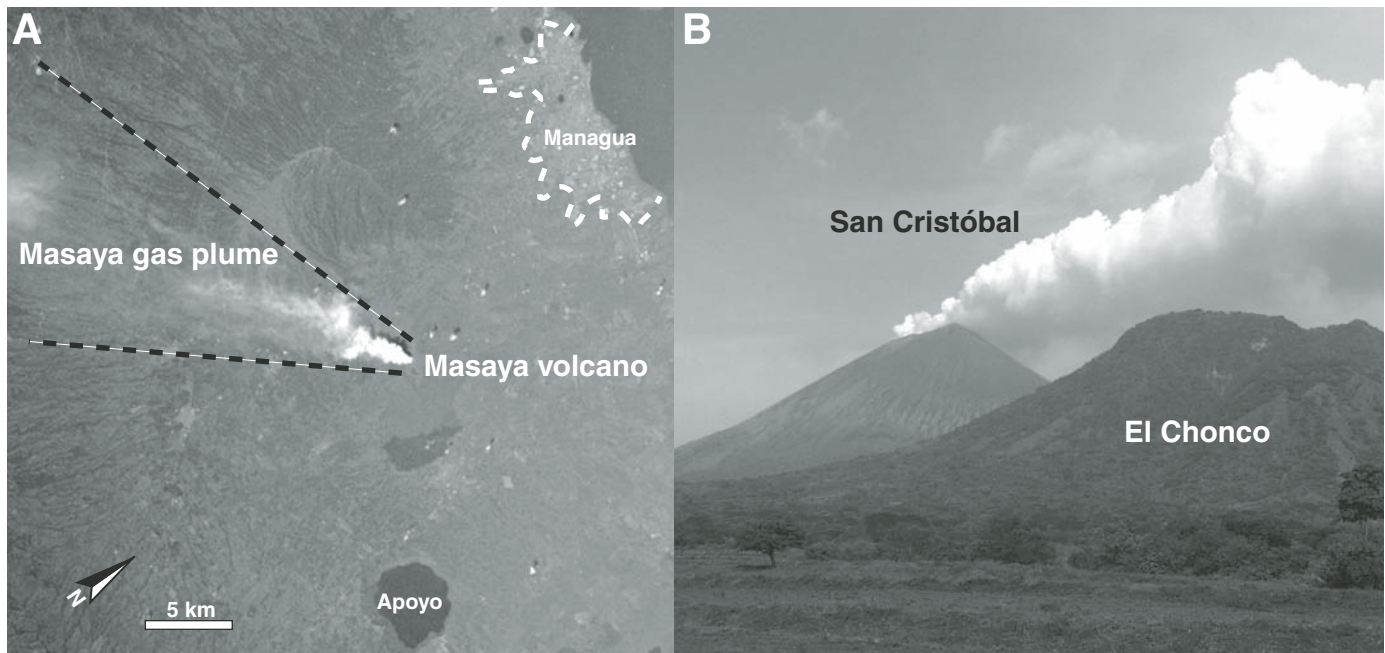 A
Managua
Masaya gas plume
Masaya volcano
N
5 km
Apoyo
B
San Cristóbal
El Chonco